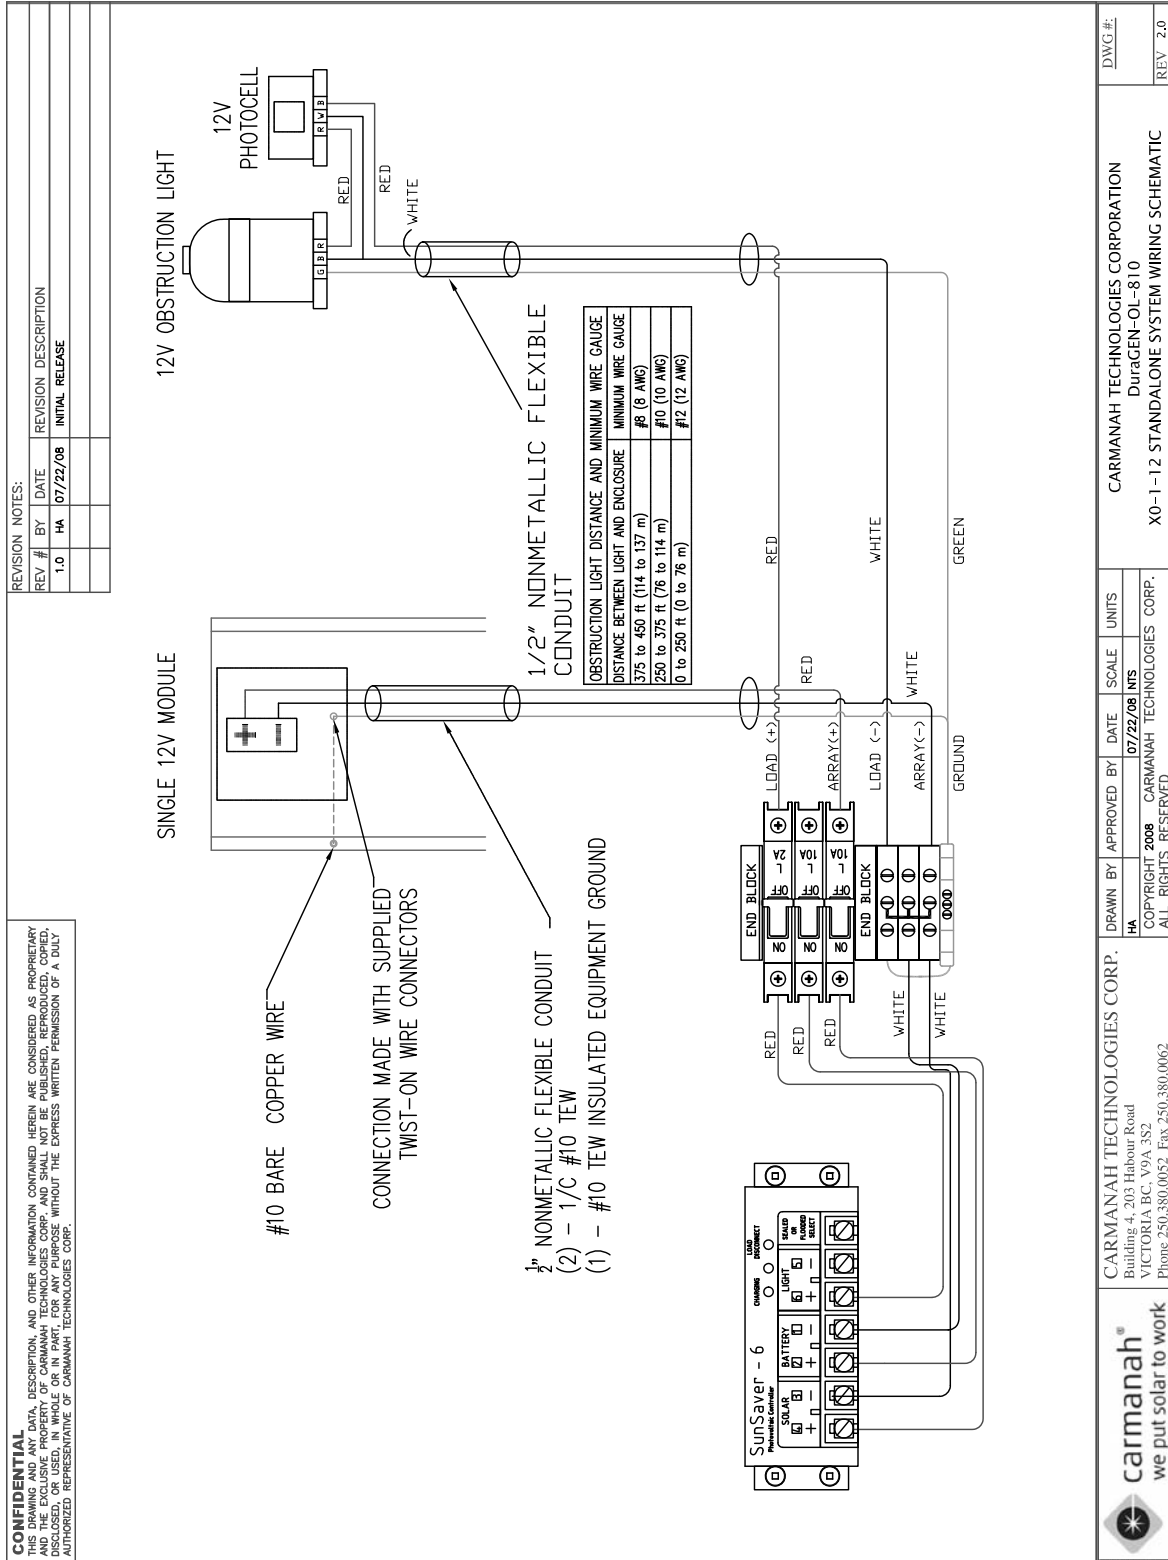 CONFIDENTIAL
THIS DRAWING AND ANY DATA, DESCRIPTION, AND OTHER INFORMATION CONTAINED HEREIN ARE CONSIDERED AS PROPRIETARY
AND THE EXCLUSIVE PROPERTY OF CARMANAH TECHNOLOGIES CORP. AND SHALL NOT BE PUBLISHED, REPRODUCED, COPIED,
DISCLOSED, OR USED, IN WHOLE OR IN PART, FOR ANY PURPOSE WITHOUT THE EXPRESS WRITTEN PERMISSION OF A DULY
AUTHORIZED REPRESENTATIVE OF CARMANAH TECHNOLOGIES CORP.
REVISION NOTES:
REV # BY DATE REVISION DESCRIPTION
1.0 HA 07/22/08 INITIAL RELEASE
SINGLE 12V MODULE
12V OBSTRUCTION LIGHT
12V
PHOTOCELL
G B R
R W B
RED
RED
WHITE
#10 BARE COPPER WIRE
CONNECTION MADE WITH SUPPLIED
TWIST-ON WIRE CONNECTORS
1/2" NONMETALLIC FLEXIBLE CONDUIT
(2) - 1/C #10 TEW
(1) - #10 TEW INSULATED EQUIPMENT GROUND
1/2" NONMETALLIC FLEXIBLE
CONDUIT
OBSTRUCTION LIGHT DISTANCE AND MINIMUM WIRE GAUGE
DISTANCE BETWEEN LIGHT AND ENCLOSURE MINIMUM WIRE GAUGE
375 to 450 ft (114 to 137 m) #8 (8 AWG)
250 to 375 ft (76 to 114 m) #10 (10 AWG)
0 to 250 ft (0 to 76 m) #12 (12 AWG)
SunSaver - 6
Photovoltaic Controller
CHARGING
LOAD
DISCONNECT
SOLAR
BATTERY
LIGHT
SEALED
OR
FLOODED
SELECT
4 3 2 1 6 5
+ - + - + -
RED
RED
RED
WHITE
WHITE
END BLOCK
ON OFF L 2A
ON OFF L 10A
ON OFF L 10A
END BLOCK
LOAD (+)
RED
ARRAY(+)
RED
LOAD (-)
WHITE
ARRAY(-)
WHITE
GROUND
GREEN
carmanah®
we put solar to work
CARMANAH TECHNOLOGIES CORP.
Building 4, 203 Habour Road
VICTORIA BC, V9A 3S2
Phone 250.380.0052 Fax 250.380.0062
DRAWN BY APPROVED BY DATE SCALE UNITS
HA 07/22/08 NTS
COPYRIGHT 2008 CARMANAH TECHNOLOGIES CORP.
ALL RIGHTS RESERVED
CARMANAH TECHNOLOGIES CORPORATION
DuraGEN-OL-810
X0-1-12 STANDALONE SYSTEM WIRING SCHEMATIC
DWG #:
REV 2.0